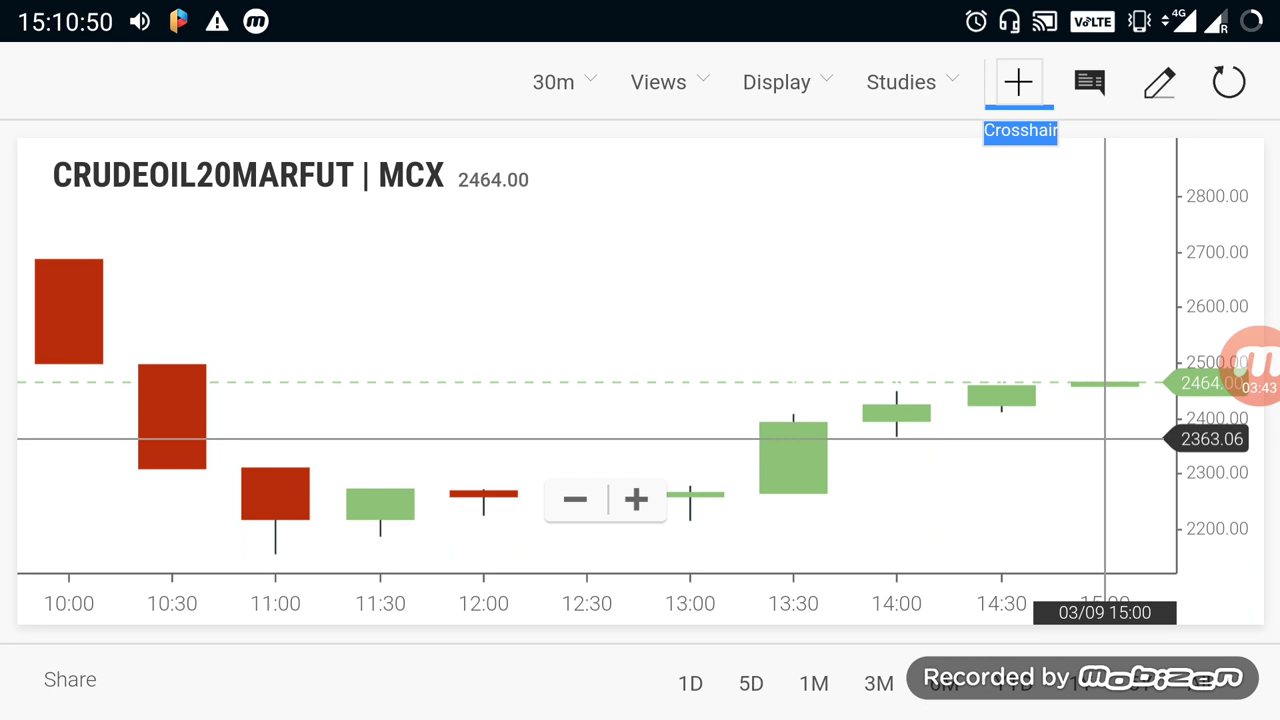 15:10:50
4G
VoLTE
R
30m Views Display Studies
Crosshair
CRUDEOIL20MARFUT | MCX 2464.00
2800.00
2700.00
2600.00
2500.00
2464.00
03:43
2400.00
2363.06
2300.00
2200.00
10:00 10:30 11:00 11:30 12:00 12:30 13:00 13:30 14:00 14:30 15:00
03/09 15:00
Share 1D 5D 1M 3M
Recorded by mobizen